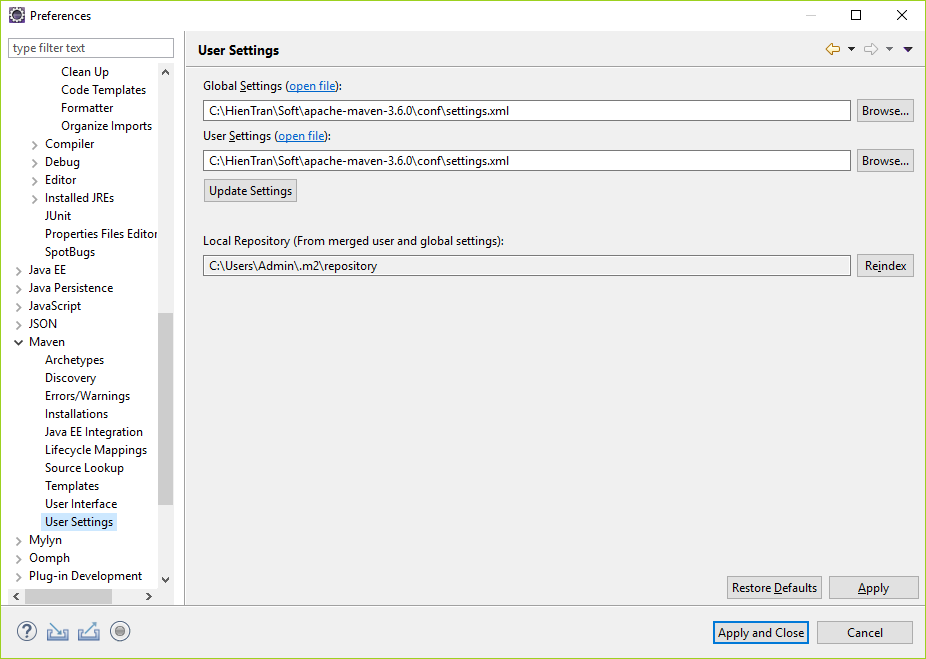 Preferences
type filter text
Clean Up
Code Templates
Formatter
Organize Imports
Compiler
Debug
Editor
Installed JREs
JUnit
Properties Files Editor
SpotBugs
Java EE
Java Persistence
JavaScript
JSON
Maven
Archetypes
Discovery
Errors/Warnings
Installations
Java EE Integration
Lifecycle Mappings
Source Lookup
Templates
User Interface
User Settings
Mylyn
Oomph
Plug-in Development
User Settings
Global Settings (open file):
C:\HienTran\Soft\apache-maven-3.6.0\conf\settings.xml Browse...
User Settings (open file):
C:\HienTran\Soft\apache-maven-3.6.0\conf\settings.xml Browse...
Update Settings
Local Repository (From merged user and global settings):
C:\Users\Admin\.m2\repository Reindex
Restore Defaults Apply
Apply and Close Cancel